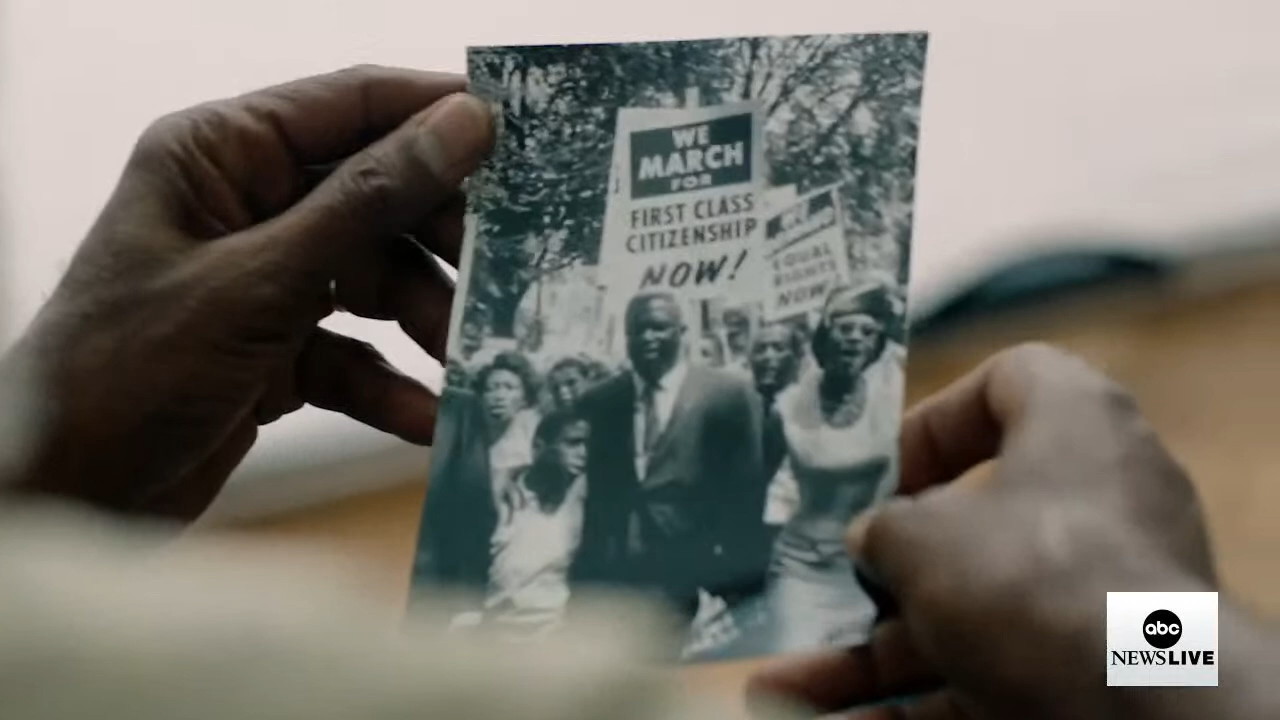 WE
MARCH
FOR
FIRST CLASS
CITIZENSHIP
NOW!
EQUAL
RIGHTS
NOW
abc
NEWSLIVE